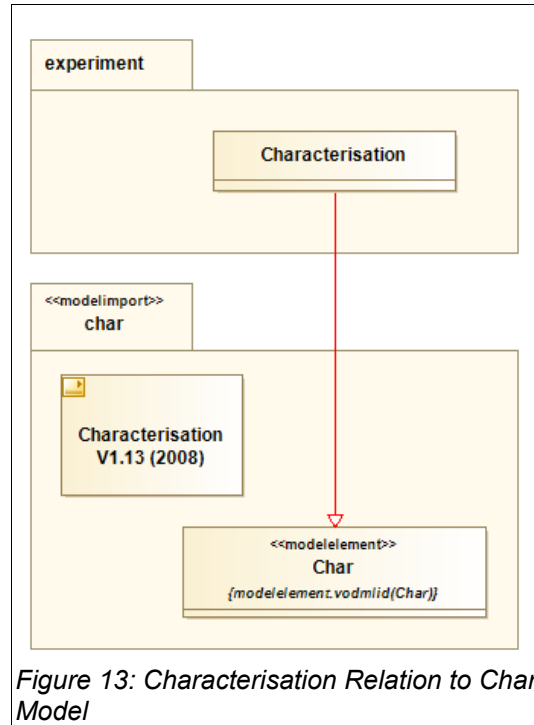 experiment
Characterisation
<<modelimport>>
char
Characterisation
V1.13 (2008)
<<modelelement>>
Char
{modelelement.vodmlid(Char)}
Figure 13: Characterisation Relation to Char
Model